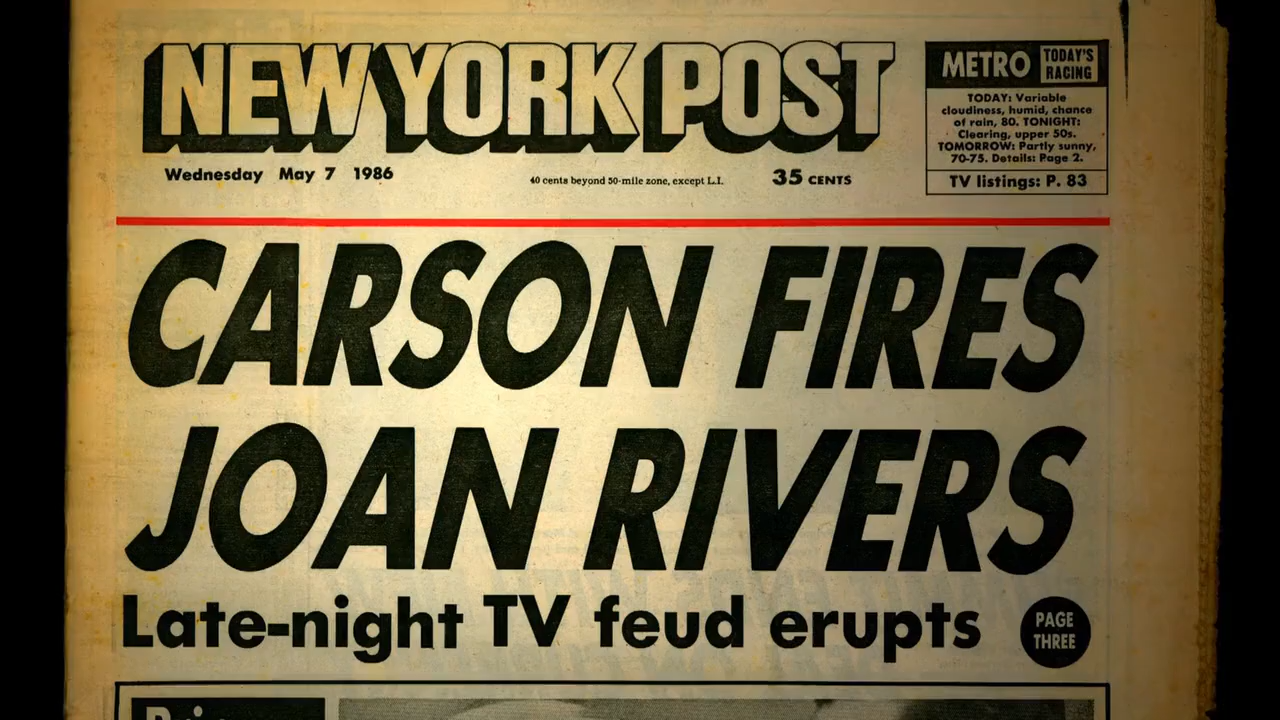 NEW YORK POST
Wednesday May 7 1986
40 cents beyond 50-mile zone, except L.I.
35 CENTS
METRO
TODAY'S
RACING
TODAY: Variable
cloudiness, humid, chance
of rain, 80. TONIGHT:
Clearing, upper 50s.
TOMORROW: Partly sunny,
70-75. Details: Page 2.
TV listings: P. 83
CARSON FIRES
JOAN RIVERS
Late-night TV feud erupts
PAGE
THREE